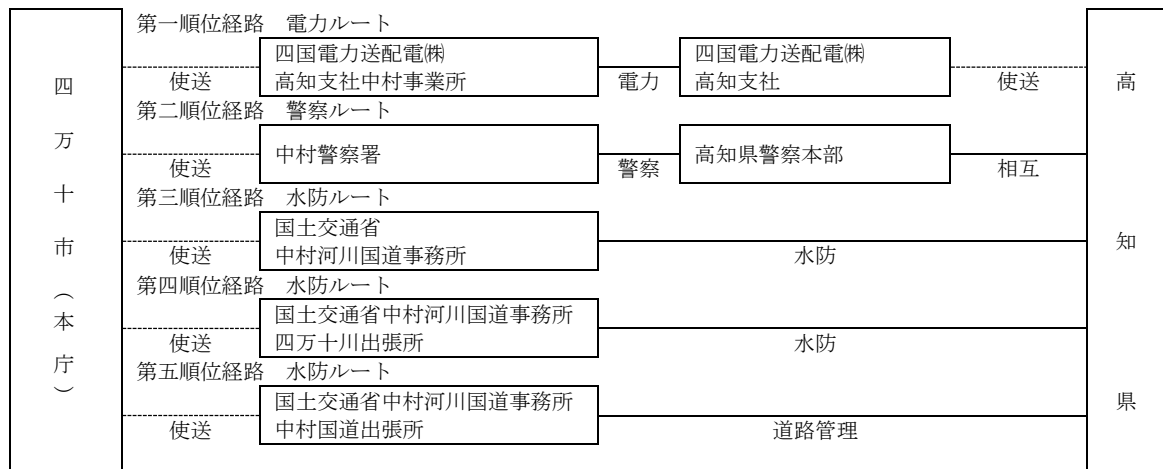 第一順位経路　電力ルート
四国電力送配電㈱
高知支社中村事業所
四国電力送配電㈱
高知支社
使送
電力
使送
第二順位経路　警察ルート
中村警察署
高知県警察本部
使送
警察
相互
第三順位経路　水防ルート
国土交通省
中村河川国道事務所
使送
水防
第四順位経路　水防ルート
国土交通省中村河川国道事務所
四万十川出張所
使送
水防
第五順位経路　水防ルート
国土交通省中村河川国道事務所
中村国道出張所
使送
道路管理
四万十市（本庁）
高知県